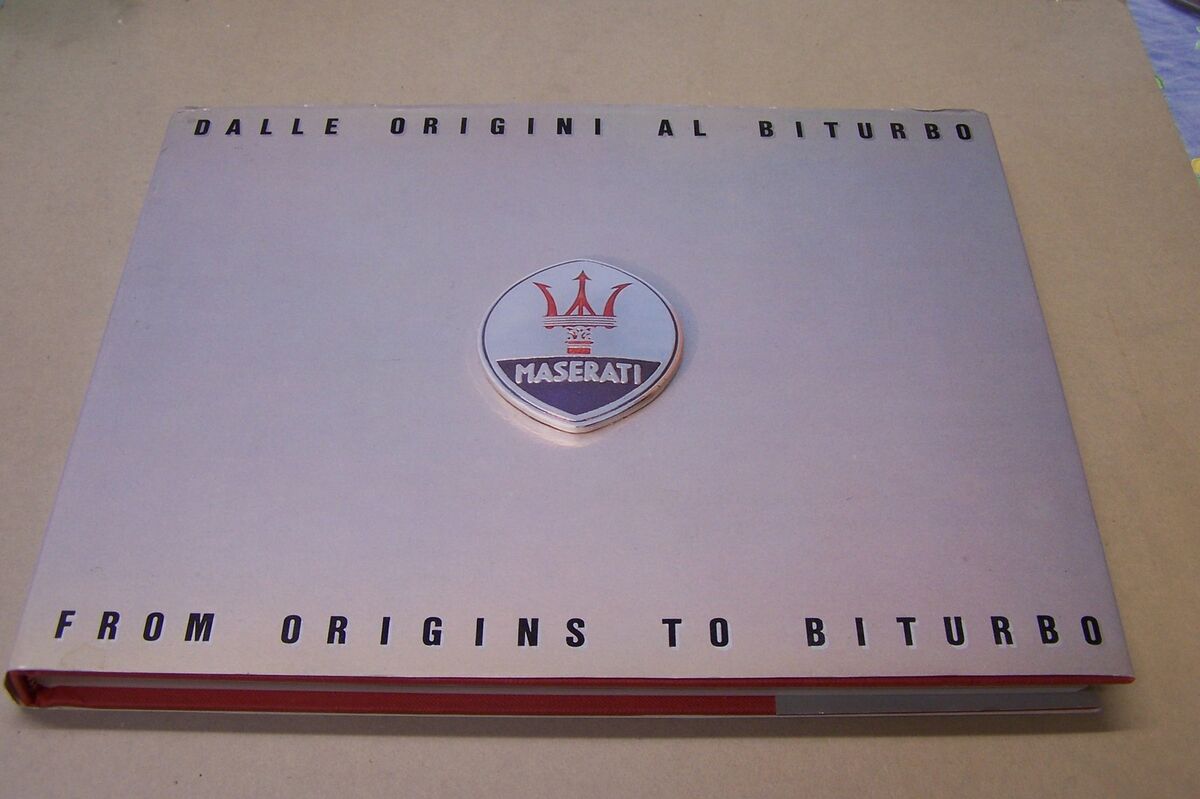 DALLE ORIGINI AL BITURBO
MASERATI
FROM ORIGINS TO BITURBO